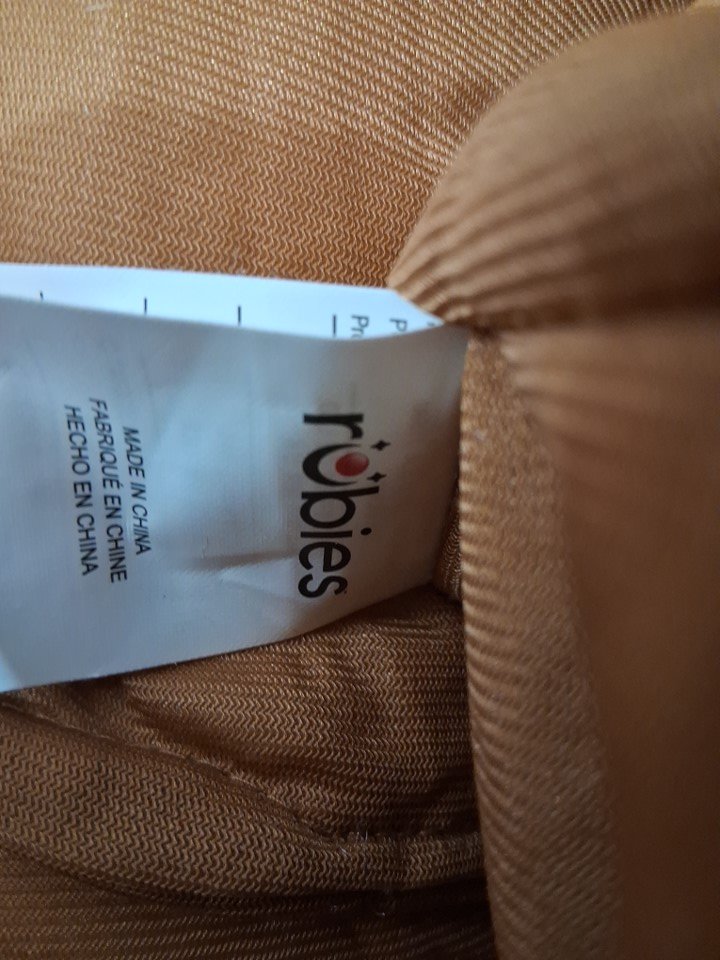 rubies
MADE IN CHINA
FABRIQUÉ EN CHINE
HECHO EN CHINA